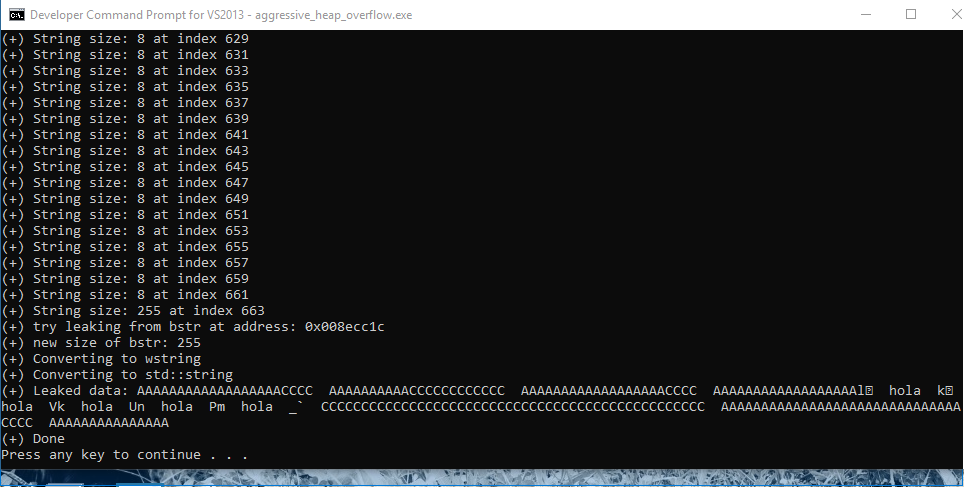 Developer Command Prompt for VS2013 - aggressive_heap_overflow.exe
(+) String size: 8 at index 629
(+) String size: 8 at index 631
(+) String size: 8 at index 633
(+) String size: 8 at index 635
(+) String size: 8 at index 637
(+) String size: 8 at index 639
(+) String size: 8 at index 641
(+) String size: 8 at index 643
(+) String size: 8 at index 645
(+) String size: 8 at index 647
(+) String size: 8 at index 649
(+) String size: 8 at index 651
(+) String size: 8 at index 653
(+) String size: 8 at index 655
(+) String size: 8 at index 657
(+) String size: 8 at index 659
(+) String size: 8 at index 661
(+) String size: 255 at index 663
(+) try leaking from bstr at address: 0x008ecc1c
(+) new size of bstr: 255
(+) Converting to wstring
(+) Converting to std::string
(+) Leaked data: AAAAAAAAAAAAAAAAAACCCC  AAAAAAAAAACCCCCCCCCCCC  AAAAAAAAAAAAAAAAAACCCC  AAAAAAAAAAAAAAAAAAl  hola  k
hola  Vk  hola  Un  hola  Pm  hola  _`  CCCCCCCCCCCCCCCCCCCCCCCCCCCCCCCCCCCCCCCCCCCCCCCC  AAAAAAAAAAAAAAAAAAAAAAAAAAAAAA
CCCC  AAAAAAAAAAAAAAA
(+) Done
Press any key to continue . . .